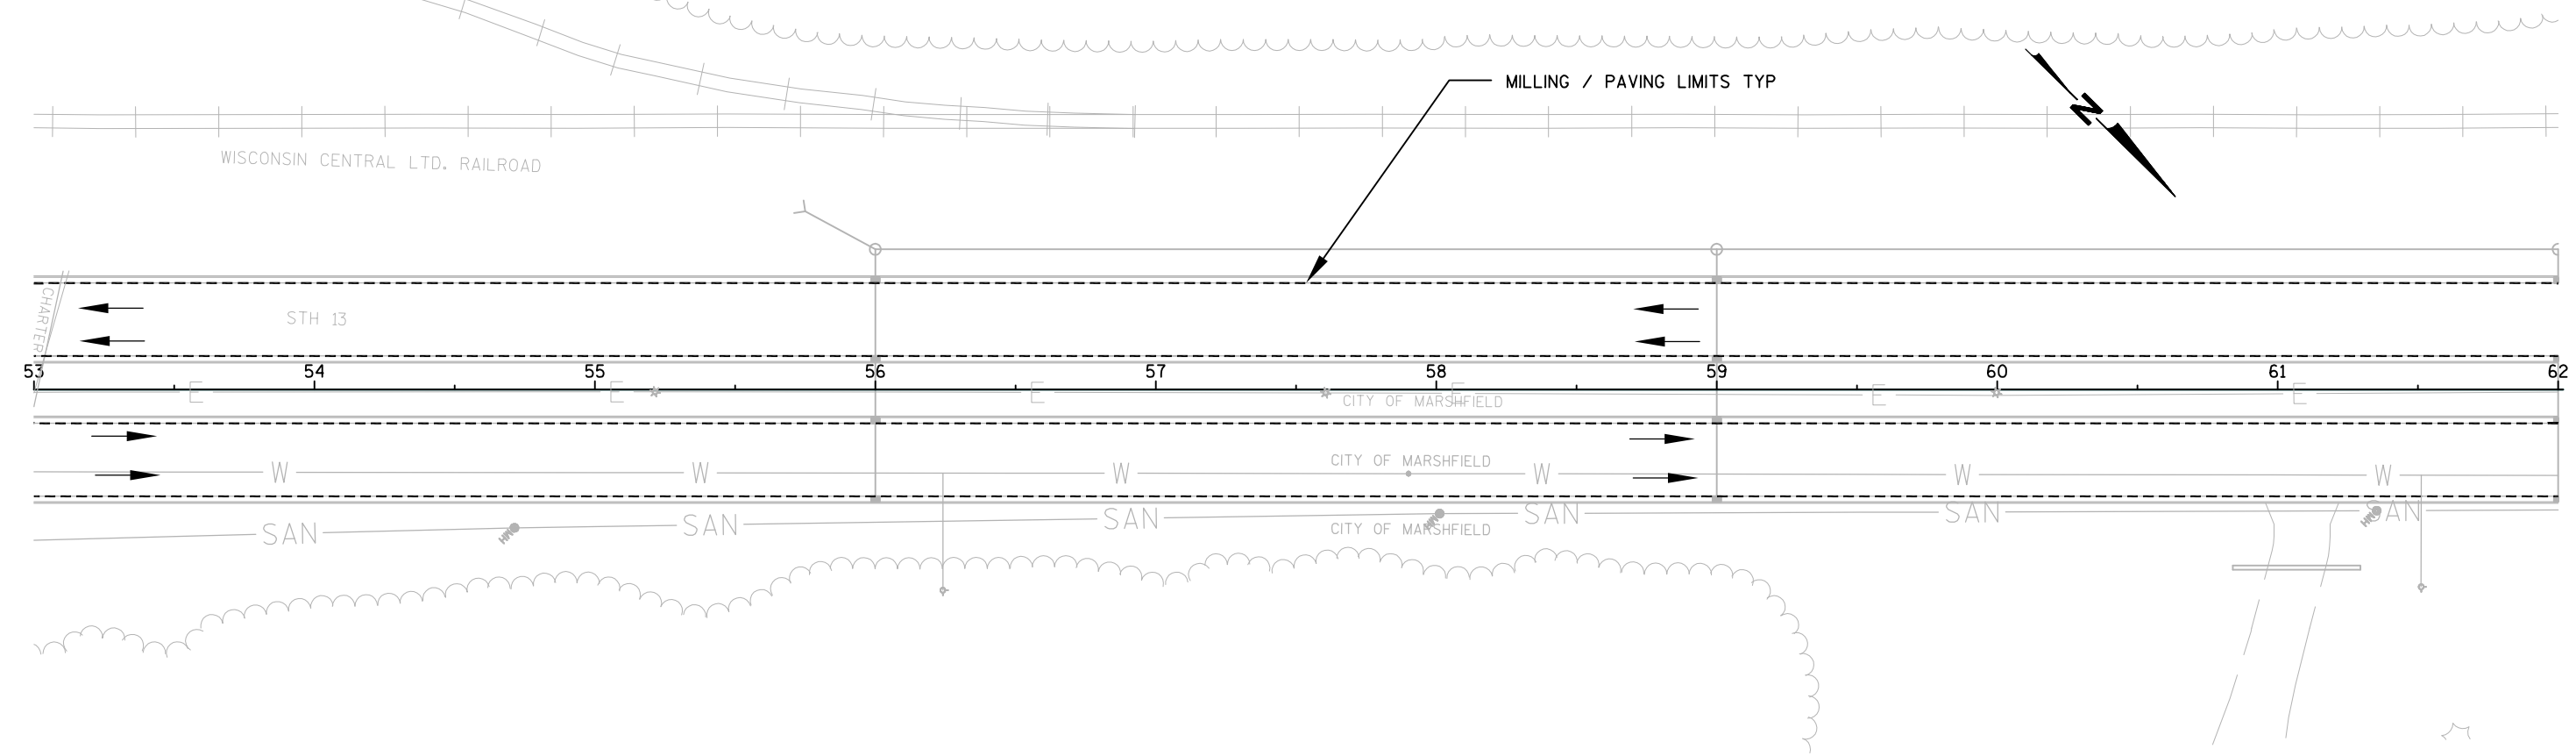 MILLING / PAVING LIMITS TYP
N
WISCONSIN CENTRAL LTD. RAILROAD
CHARTER
STH 13
53 54 55 56 57 58 59 60 61 62
E E E E E E
CITY OF MARSHFIELD
CITY OF MARSHFIELD
W W W W W W
SAN SAN SAN SAN SAN SAN
CITY OF MARSHFIELD